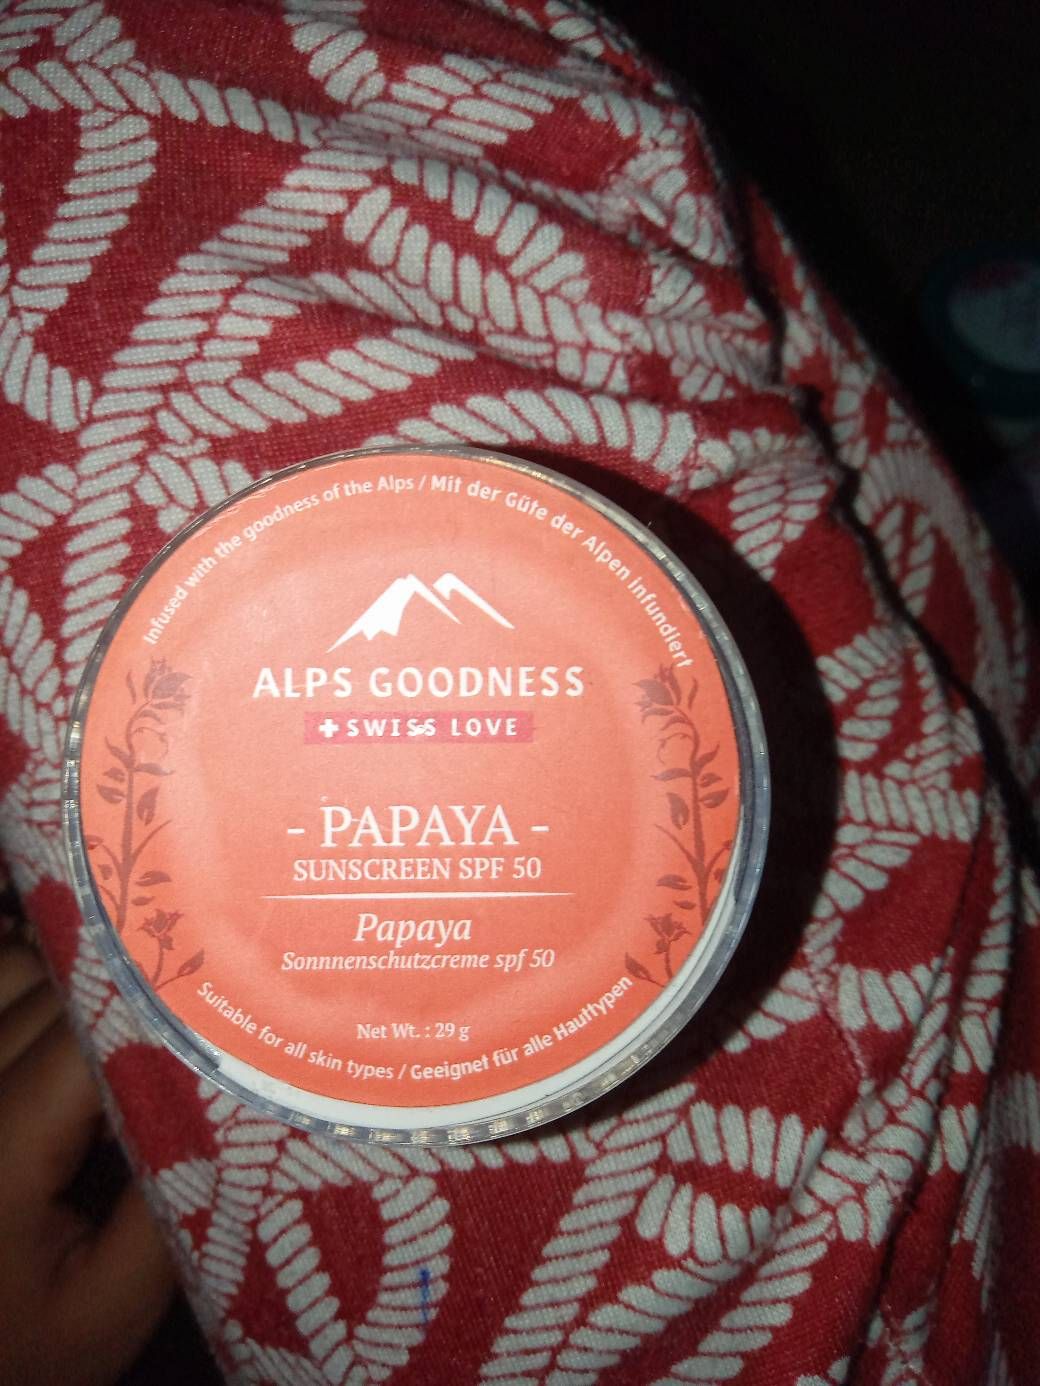 Infused with the goodness of the Alps / Mit der Güte der Alpen infundiert
ALPS GOODNESS
SWISS LOVE
- PAPAYA -
SUNSCREEN SPF 50
Papaya
Sonnnenschutzcreme spf 50
Net Wt. : 29 g
Suitable for all skin types / Geeignet für alle Hauttypen